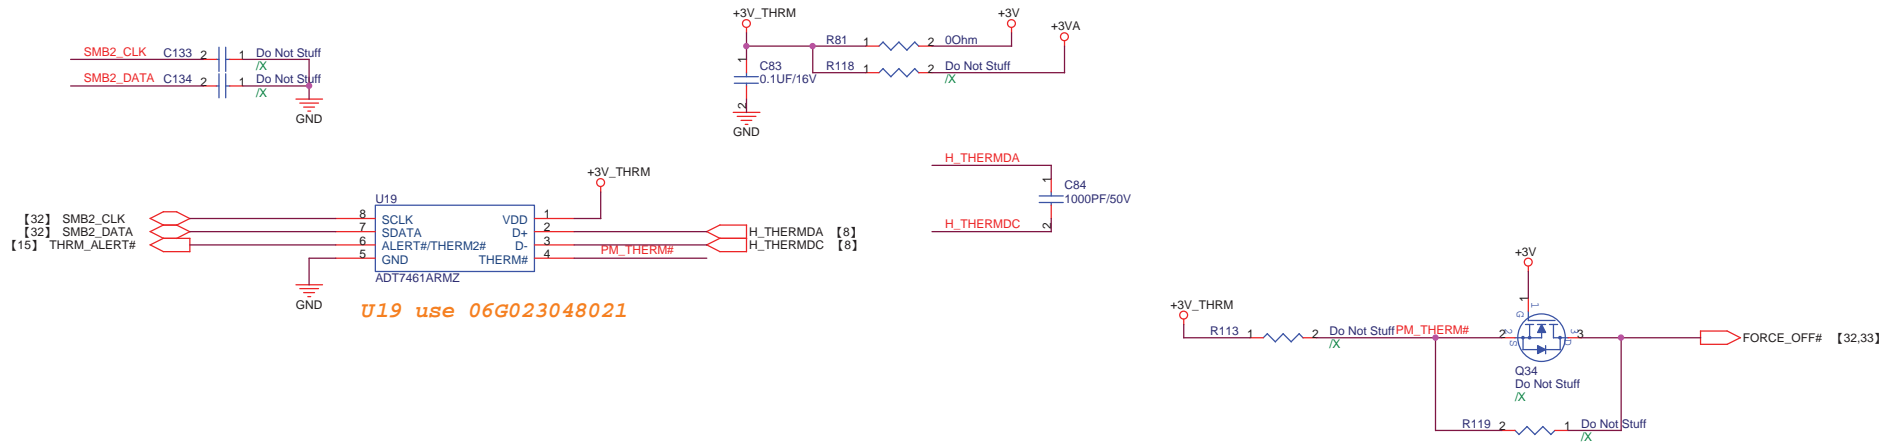 +3V_THRM
+3V
+3VA
SMB2_CLK C133 2 1 Do Not Stuff
/X
SMB2_DATA C134 2 1 Do Not Stuff
/X
GND
R81 1 2 0Ohm
R118 1 2 Do Not Stuff
/X
1 C83
0.1UF/16V
2
GND
H_THERMDA
1 C84
1000PF/50V
2
H_THERMDC
+3V_THRM
U19
【32】 SMB2_CLK 8 SCLK VDD 1
【32】 SMB2_DATA 7 SDATA D+ 2 H_THERMDA 【8】
【15】 THRM_ALERT# 6 ALERT#/THERM2# D- 3 H_THERMDC 【8】
5 GND THERM# 4 PM_THERM#
ADT7461ARMZ
GND
U19 use 06G023048021
+3V
+3V_THRM
1 1
G
R113 1 2 Do Not Stuff PM_THERM# 2 2 S 3 D 3 FORCE_OFF# 【32,33】
/X
Q34
Do Not Stuff
/X
R119 2 1 Do Not Stuff
/X